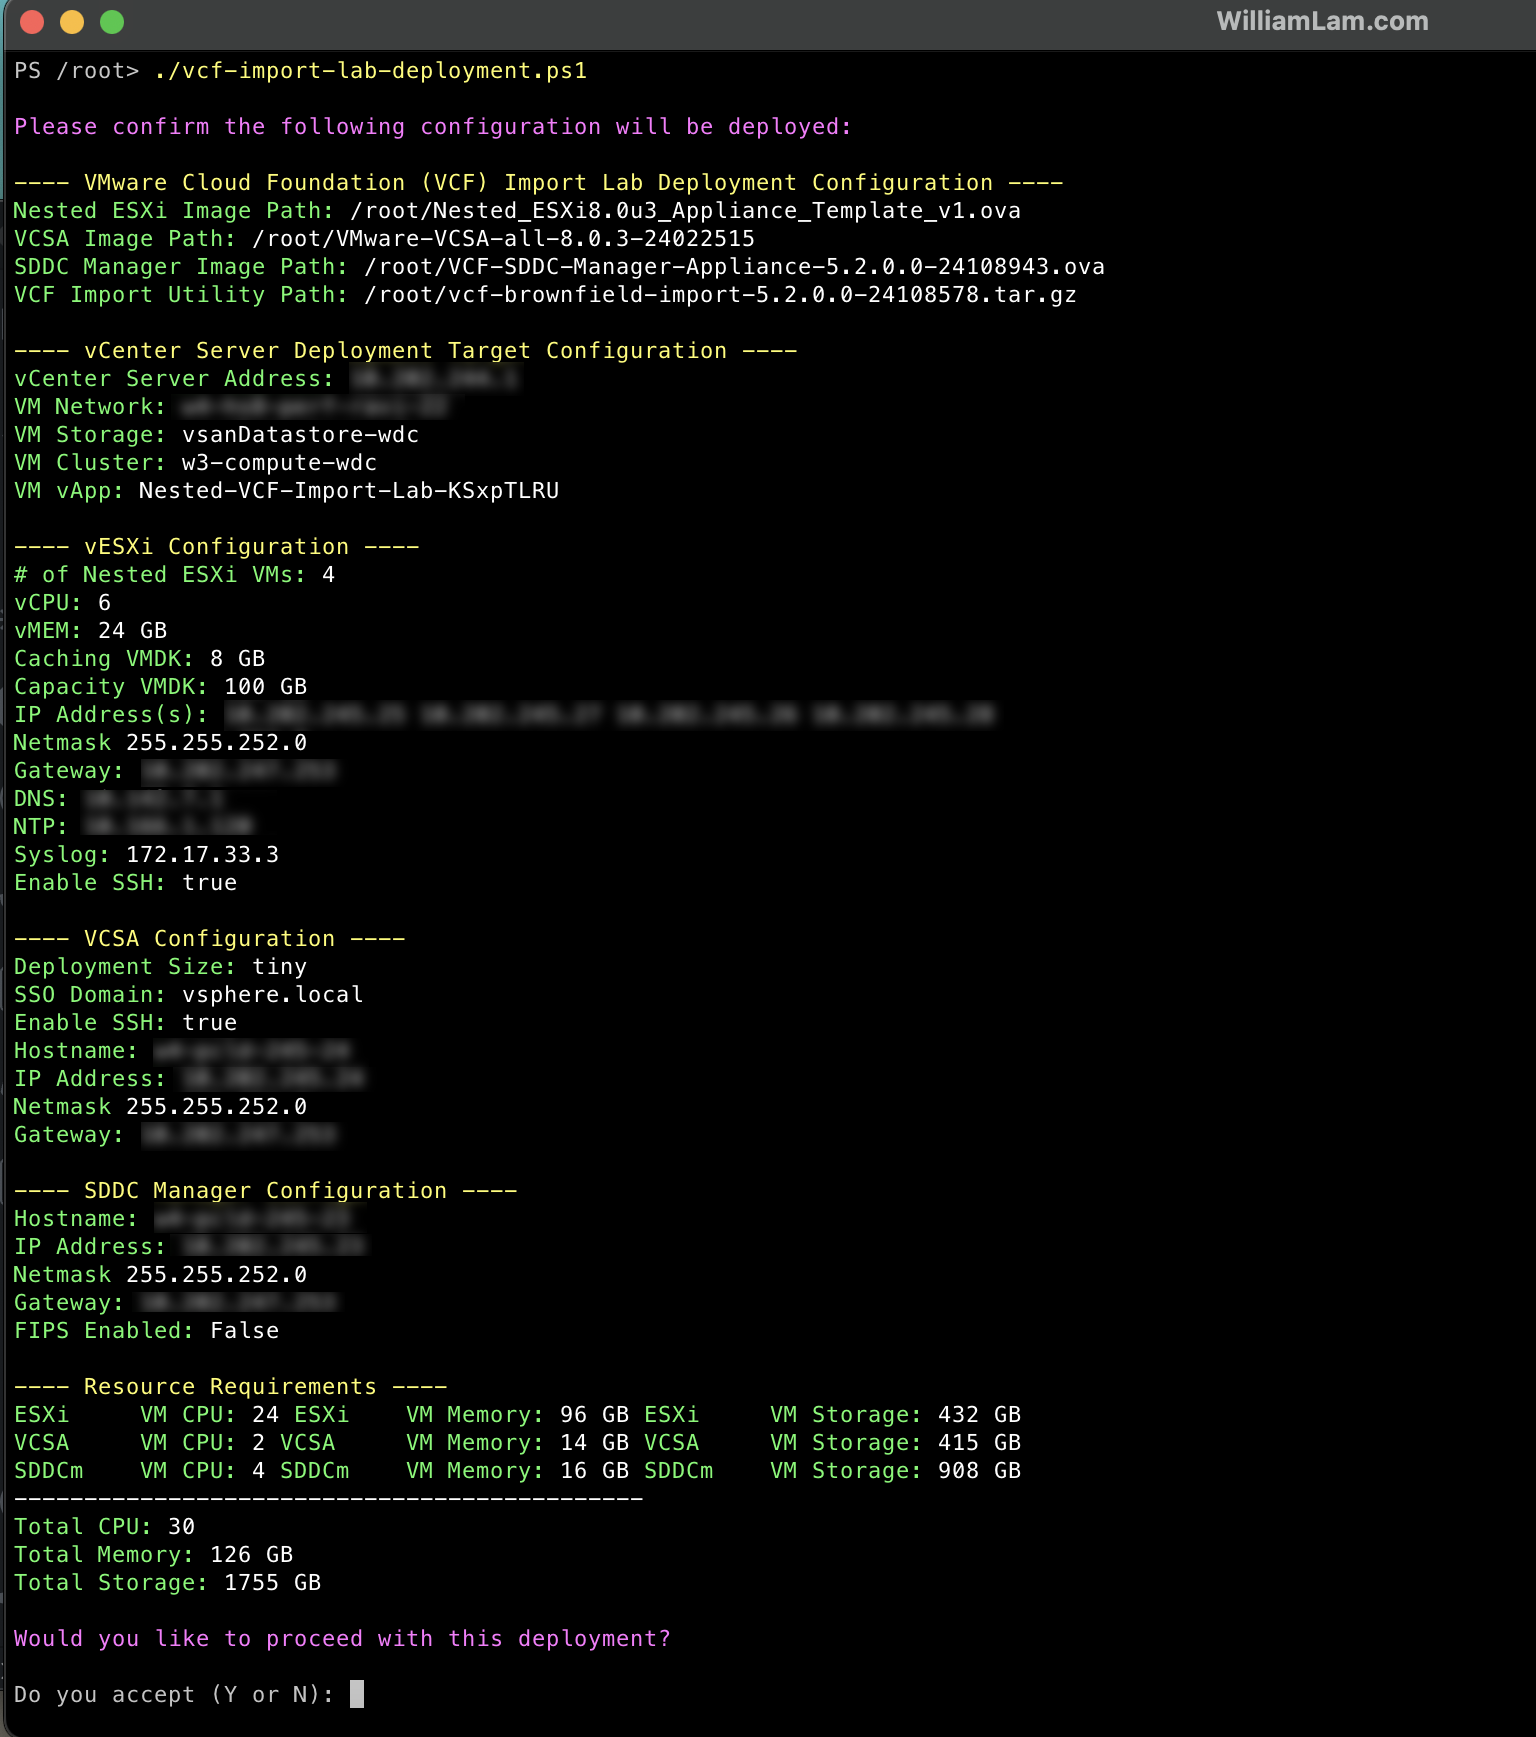 WilliamLam.com
PS /root> ./vcf-import-lab-deployment.ps1
Please confirm the following configuration will be deployed:
---- VMware Cloud Foundation (VCF) Import Lab Deployment Configuration ----
Nested ESXi Image Path: /root/Nested_ESXi8.0u3_Appliance_Template_v1.ova
VCSA Image Path: /root/VMware-VCSA-all-8.0.3-24022515
SDDC Manager Image Path: /root/VCF-SDDC-Manager-Appliance-5.2.0.0-24108943.ova
VCF Import Utility Path: /root/vcf-brownfield-import-5.2.0.0-24108578.tar.gz
---- vCenter Server Deployment Target Configuration ----
vCenter Server Address:
VM Network:
VM Storage: vsanDatastore-wdc
VM Cluster: w3-compute-wdc
VM vApp: Nested-VCF-Import-Lab-KSxpTLRU
---- vESXi Configuration ----
# of Nested ESXi VMs: 4
vCPU: 6
vMEM: 24 GB
Caching VMDK: 8 GB
Capacity VMDK: 100 GB
IP Address(s):
Netmask 255.255.252.0
Gateway:
DNS:
NTP:
Syslog: 172.17.33.3
Enable SSH: true
---- VCSA Configuration ----
Deployment Size: tiny
SSO Domain: vsphere.local
Enable SSH: true
Hostname:
IP Address:
Netmask 255.255.252.0
Gateway:
---- SDDC Manager Configuration ----
Hostname:
IP Address:
Netmask 255.255.252.0
Gateway:
FIPS Enabled: False
---- Resource Requirements ----
ESXi     VM CPU: 24 ESXi    VM Memory: 96 GB ESXi     VM Storage: 432 GB
VCSA     VM CPU: 2 VCSA     VM Memory: 14 GB VCSA     VM Storage: 415 GB
SDDCm    VM CPU: 4 SDDCm    VM Memory: 16 GB SDDCm    VM Storage: 908 GB
---------------------------------------------
Total CPU: 30
Total Memory: 126 GB
Total Storage: 1755 GB
Would you like to proceed with this deployment?
Do you accept (Y or N):